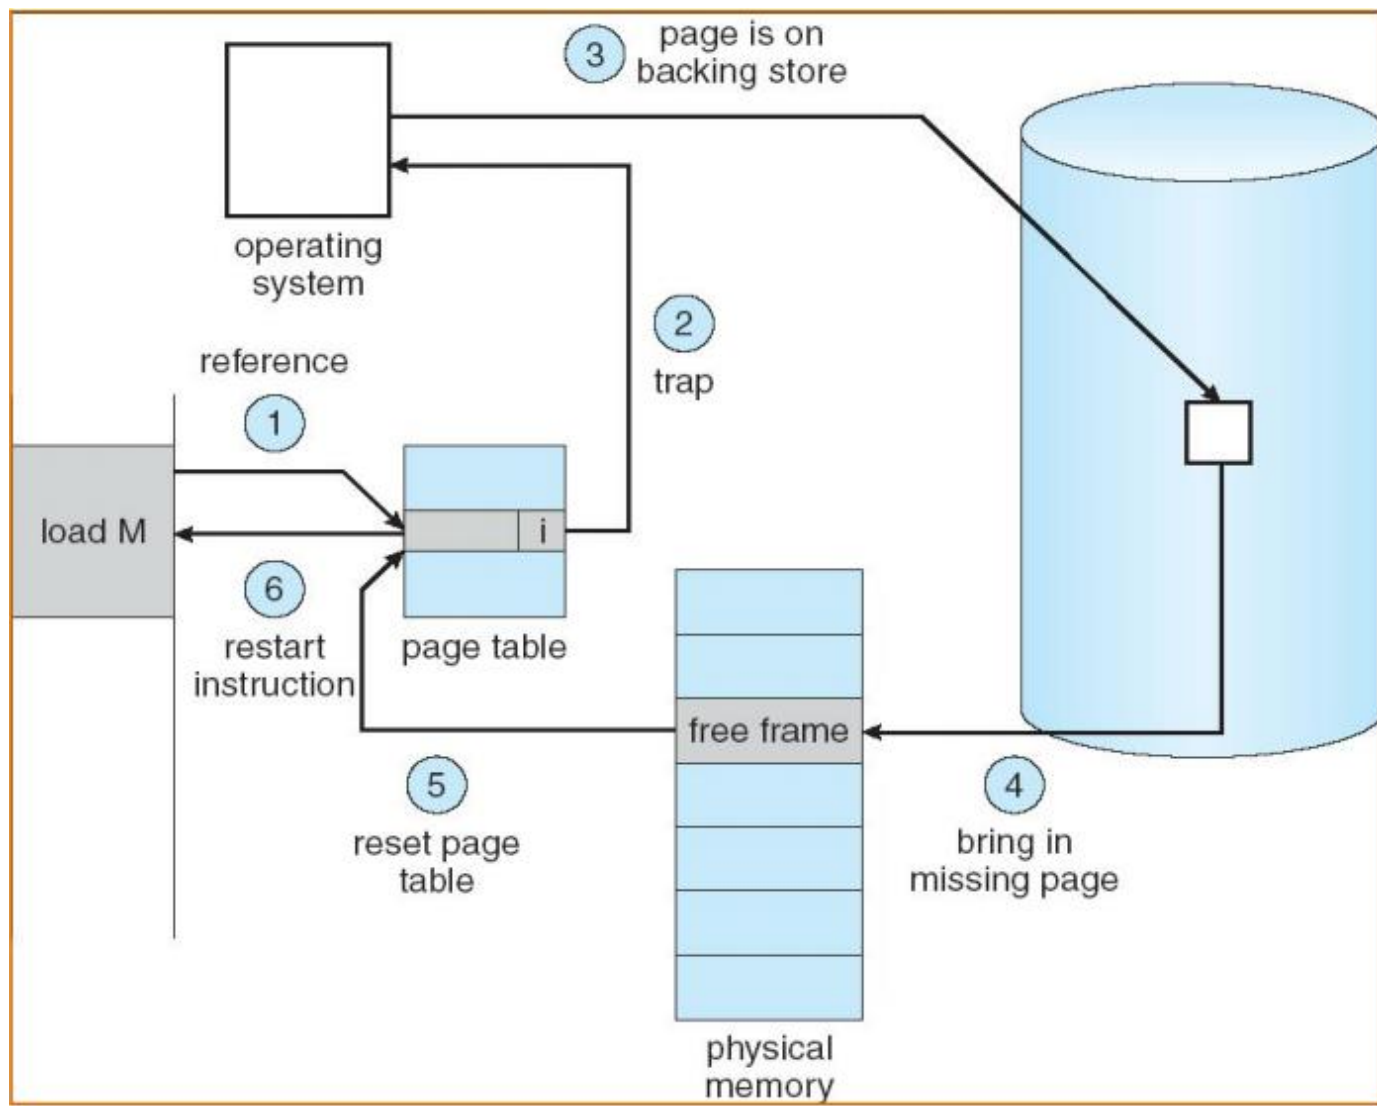 3
page is on
backing store
operating
system
2
trap
reference
1
load M
i
6
restart
instruction
page table
free frame
5
reset page
table
4
bring in
missing page
physical
memory